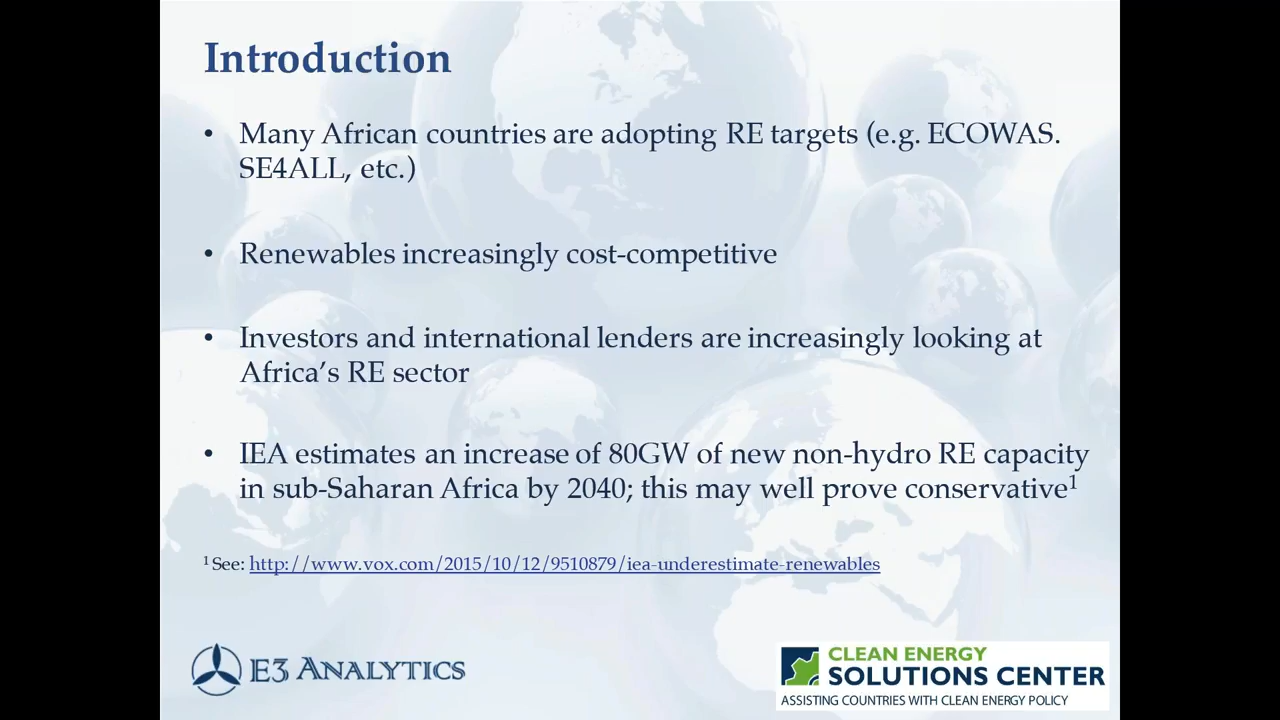 Introduction
• Many African countries are adopting RE targets (e.g. ECOWAS.
SE4ALL, etc.)
• Renewables increasingly cost-competitive
• Investors and international lenders are increasingly looking at
Africa’s RE sector
• IEA estimates an increase of 80GW of new non-hydro RE capacity
in sub-Saharan Africa by 2040; this may well prove conservative¹
¹ See: http://www.vox.com/2015/10/12/9510879/iea-underestimate-renewables
E3 ANALYTICS
CLEAN ENERGY
SOLUTIONS CENTER
ASSISTING COUNTRIES WITH CLEAN ENERGY POLICY